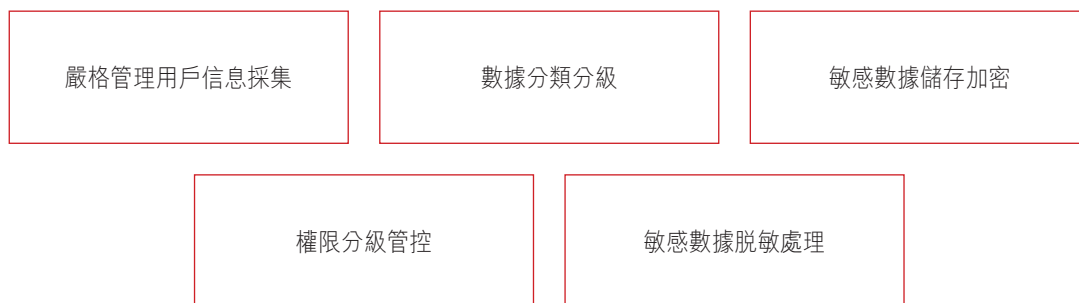 嚴格管理用戶信息採集
數據分類分級
敏感數據儲存加密
權限分級管控
敏感數據脱敏處理